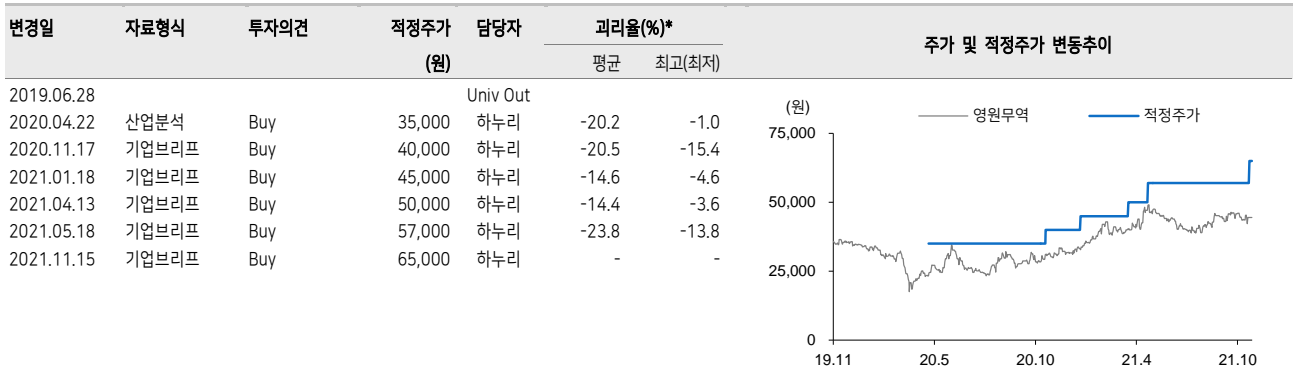 변경일 자료형식 투자의견 적정주가 담당자 괴리율(%)* 주가 및 적정주가 변동추이
(원) 평균 최고(최저)
2019.06.28 Univ Out
2020.04.22 산업분석 Buy 35,000 하누리 -20.2 -1.0
2020.11.17 기업브리프 Buy 40,000 하누리 -20.5 -15.4
2021.01.18 기업브리프 Buy 45,000 하누리 -14.6 -4.6
2021.04.13 기업브리프 Buy 50,000 하누리 -14.4 -3.6
2021.05.18 기업브리프 Buy 57,000 하누리 -23.8 -13.8
2021.11.15 기업브리프 Buy 65,000 하누리 - -
(원) 영원무역 적정주가
75,000
50,000
25,000
0
19.11 20.5 20.10 21.4 21.10